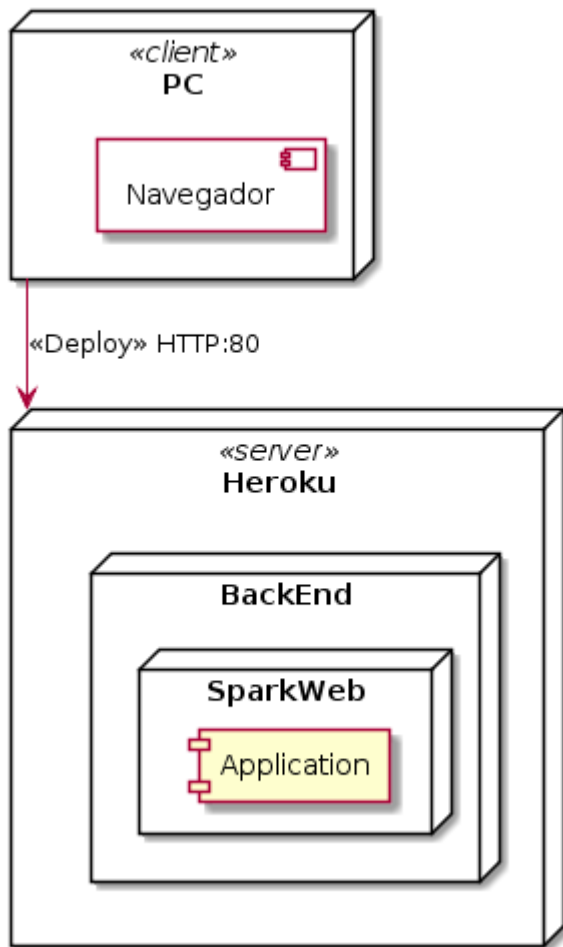 «client»
PC
Navegador
«Deploy» HTTP:80
«server»
Heroku
BackEnd
SparkWeb
Application